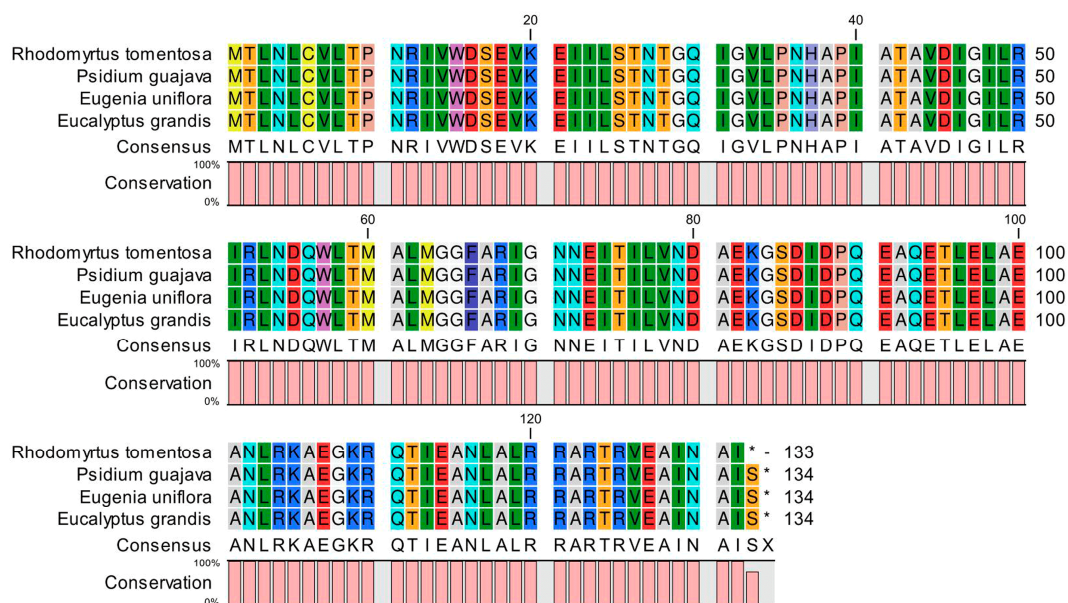 20 40
Rhodomyrtus tomentosa MTLNLCVLTP NRIVWDSEVK EIILSTNTGQ IGVLPNHAPI ATAVDIGILR 50
Psidium guajava MTLNLCVLTP NRIVWDSEVK EIILSTNTGQ IGVLPNHAPI ATAVDIGILR 50
Eugenia uniflora MTLNLCVLTP NRIVWDSEVK EIILSTNTGQ IGVLPNHAPI ATAVDIGILR 50
Eucalyptus grandis MTLNLCVLTP NRIVWDSEVK EIILSTNTGQ IGVLPNHAPI ATAVDIGILR 50
Consensus MTLNLCVLTP NRIVWDSEVK EIILSTNTGQ IGVLPNHAPI ATAVDIGILR
100%
Conservation
0%
60 80 100
Rhodomyrtus tomentosa IRLNDQWLTM ALMGGFARIG NNEITILVND AEKGSDIDPQ EAQETLELAE 100
Psidium guajava IRLNDQWLTM ALMGGFARIG NNEITILVND AEKGSDIDPQ EAQETLELAE 100
Eugenia uniflora IRLNDQWLTM ALMGGFARIG NNEITILVND AEKGSDIDPQ EAQETLELAE 100
Eucalyptus grandis IRLNDQWLTM ALMGGFARIG NNEITILVND AEKGSDIDPQ EAQETLELAE 100
Consensus IRLNDQWLTM ALMGGFARIG NNEITILVND AEKGSDIDPQ EAQETLELAE
100%
Conservation
0%
120
Rhodomyrtus tomentosa ANLRKAEGKR QTIEANLALR RARTRVEAIN AI*- 133
Psidium guajava ANLRKAEGKR QTIEANLALR RARTRVEAIN AIS* 134
Eugenia uniflora ANLRKAEGKR QTIEANLALR RARTRVEAIN AIS* 134
Eucalyptus grandis ANLRKAEGKR QTIEANLALR RARTRVEAIN AIS* 134
Consensus ANLRKAEGKR QTIEANLALR RARTRVEAIN AISX
100%
Conservation
0%